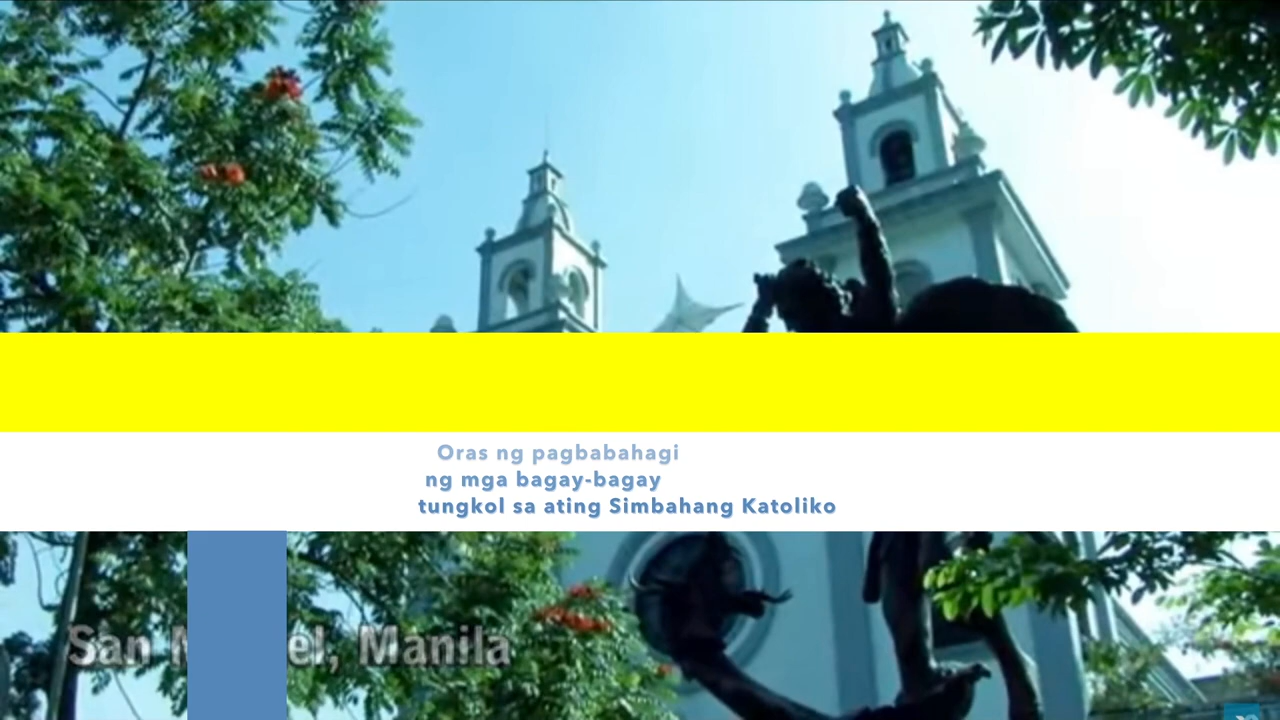 Oras ng pagbabahagi
ng mga bagay-bagay
tungkol sa ating Simbahang Katoliko
San M el, Manila